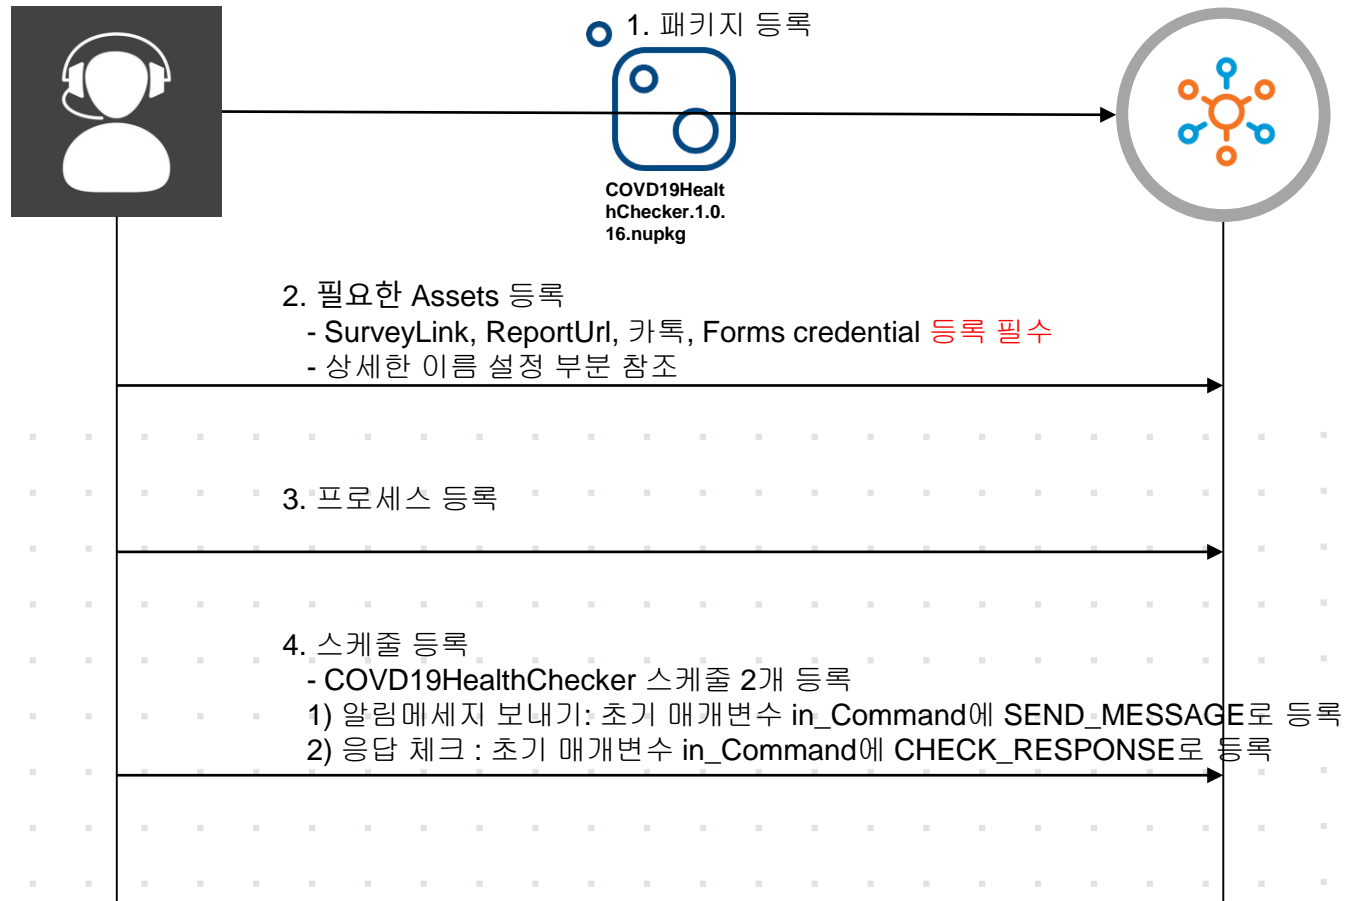 1. 패키지 등록
COVD19Healt
hChecker.1.0.
16.nupkg
2. 필요한 Assets 등록
- SurveyLink, ReportUrl, 카톡, Forms credential 등록 필수
- 상세한 이름 설정 부분 참조
3. 프로세스 등록
4. 스케줄 등록
- COVD19HealthChecker 스케줄 2개 등록
1) 알림메세지 보내기: 초기 매개변수 in_Command에 SEND_MESSAGE로 등록
2) 응답 체크 : 초기 매개변수 in_Command에 CHECK_RESPONSE로 등록